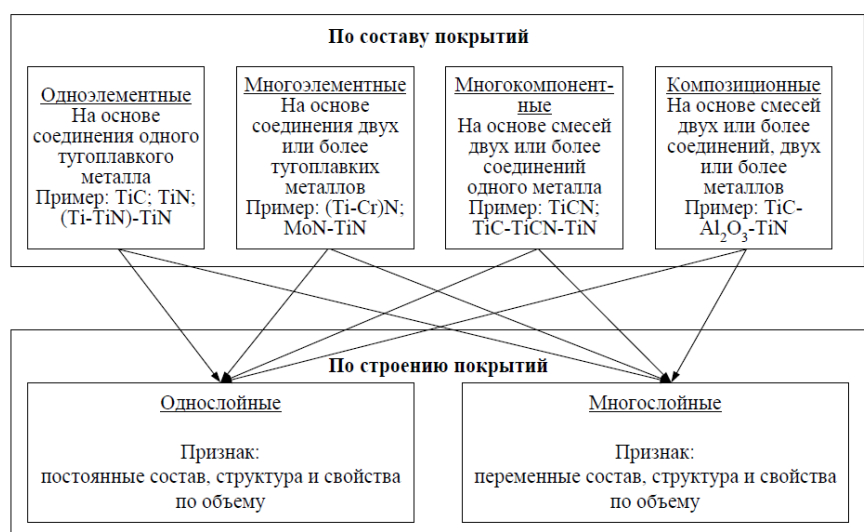 По составу покрытий
Одноэлементные
На основе
соединения одного
тугоплавкого
металла
Пример: TiC; TiN;
(Ti-TiN)-TiN
Многоэлементные
На основе
соединения двух
или более
тугоплавких
металлов
Пример: (Ti-Cr)N;
MoN-TiN
Многокомпонент-
ные
На основе смесей
двух или более
соединений
одного металла
Пример: TiCN;
TiC-TiCN-TiN
Композиционные
На основе смесей
двух или более
соединений, двух
или более
металлов
Пример: TiC-
Al₂O₃-TiN
По строению покрытий
Однослойные
Признак:
постоянные состав, структура и свойства
по объему
Многослойные
Признак:
переменные состав, структура и свойства
по объему